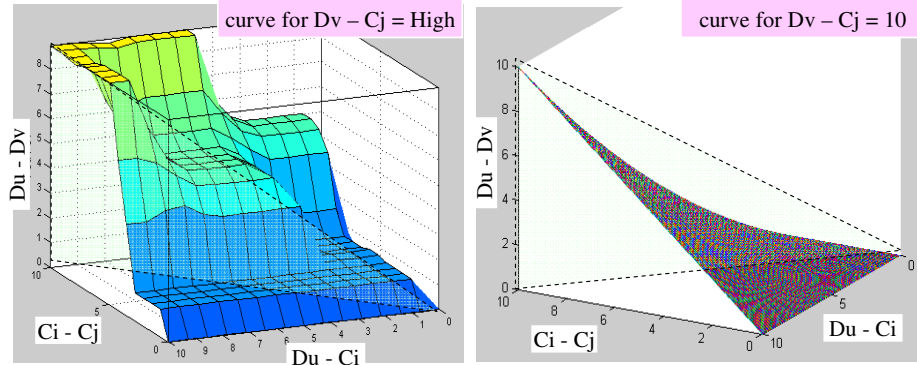 curve for Dv – Cj = High
Du - Dv
8
7
6
5
4
3
2
1
0
10
5
0
Ci - Cj
10 9 8 7 6 5 4 3 2 1 0
Du - Ci
curve for Dv – Cj = 10
Du - Dv
10
8
6
4
2
0
10 8 6 4 2 0
Ci - Cj
10 5 0
Du - Ci